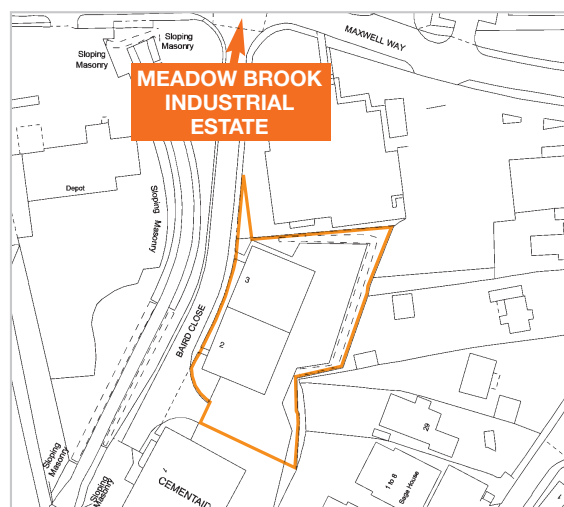 Sloping
Masonry
Sloping
Masonry
MAXWELL WAY
MEADOW BROOK
INDUSTRIAL
ESTATE
Depot
Sloping Masonry
BAIRD CLOSE
3
2
29
1 to 8
Sage House
Sloping
Masonry
Sloping
Masonry
CEMENTAID